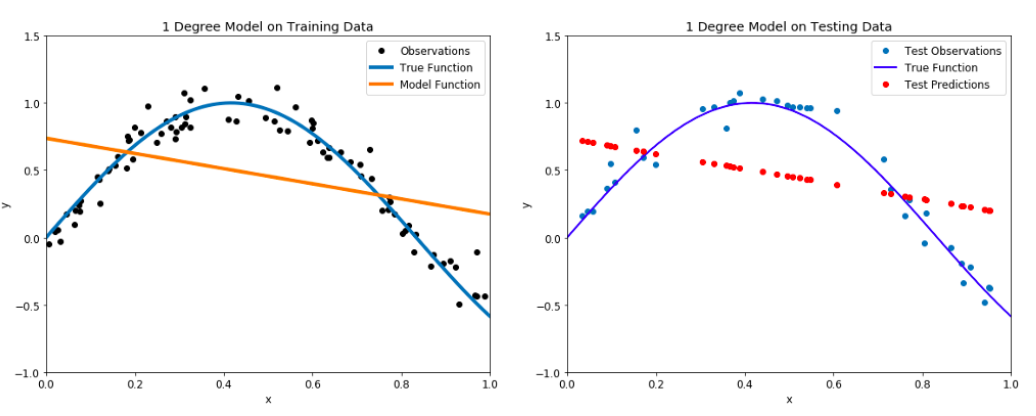 1 Degree Model on Training Data
1.5
1.0
0.5
0.0
−0.5
−1.0
y
0.0 0.2 0.4 0.6 0.8 1.0
x
Observations
True Function
Model Function
1 Degree Model on Testing Data
1.5
1.0
0.5
0.0
−0.5
−1.0
y
0.0 0.2 0.4 0.6 0.8 1.0
x
Test Observations
True Function
Test Predictions